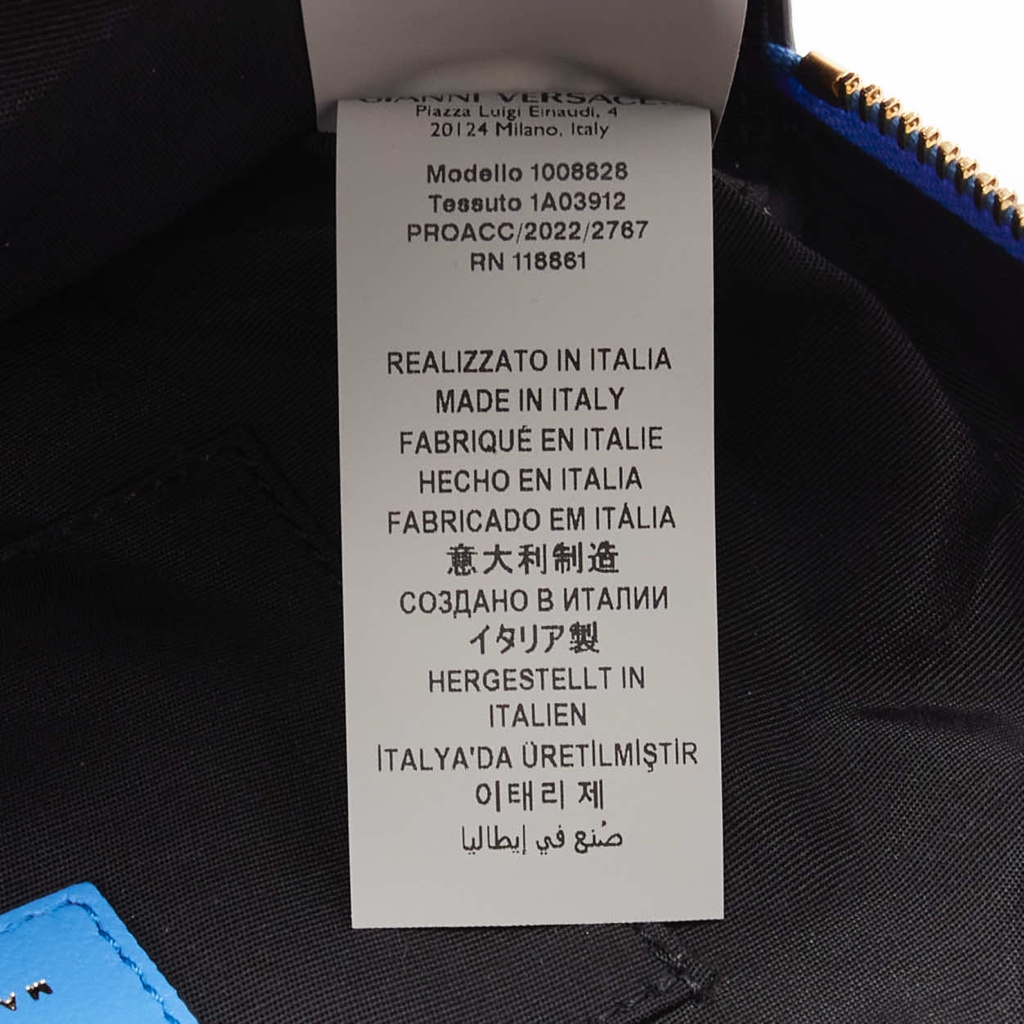 GIANNI VERSACE
Piazza Luigi Einaudi, 4
20124 Milano, Italy
Modello 1008828
Tessuto 1A03912
PROACC/2022/2767
RN 118861
REALIZZATO IN ITALIA
MADE IN ITALY
FABRIQUÉ EN ITALIE
HECHO EN ITALIA
FABRICADO EM ITÁLIA
意大利制造
СОЗДАНО В ИТАЛИИ
イタリア製
HERGESTELLT IN
ITALIEN
İTALYA'DA ÜRETİLMİŞTİR
이태리 제
صُنع في إيطاليا